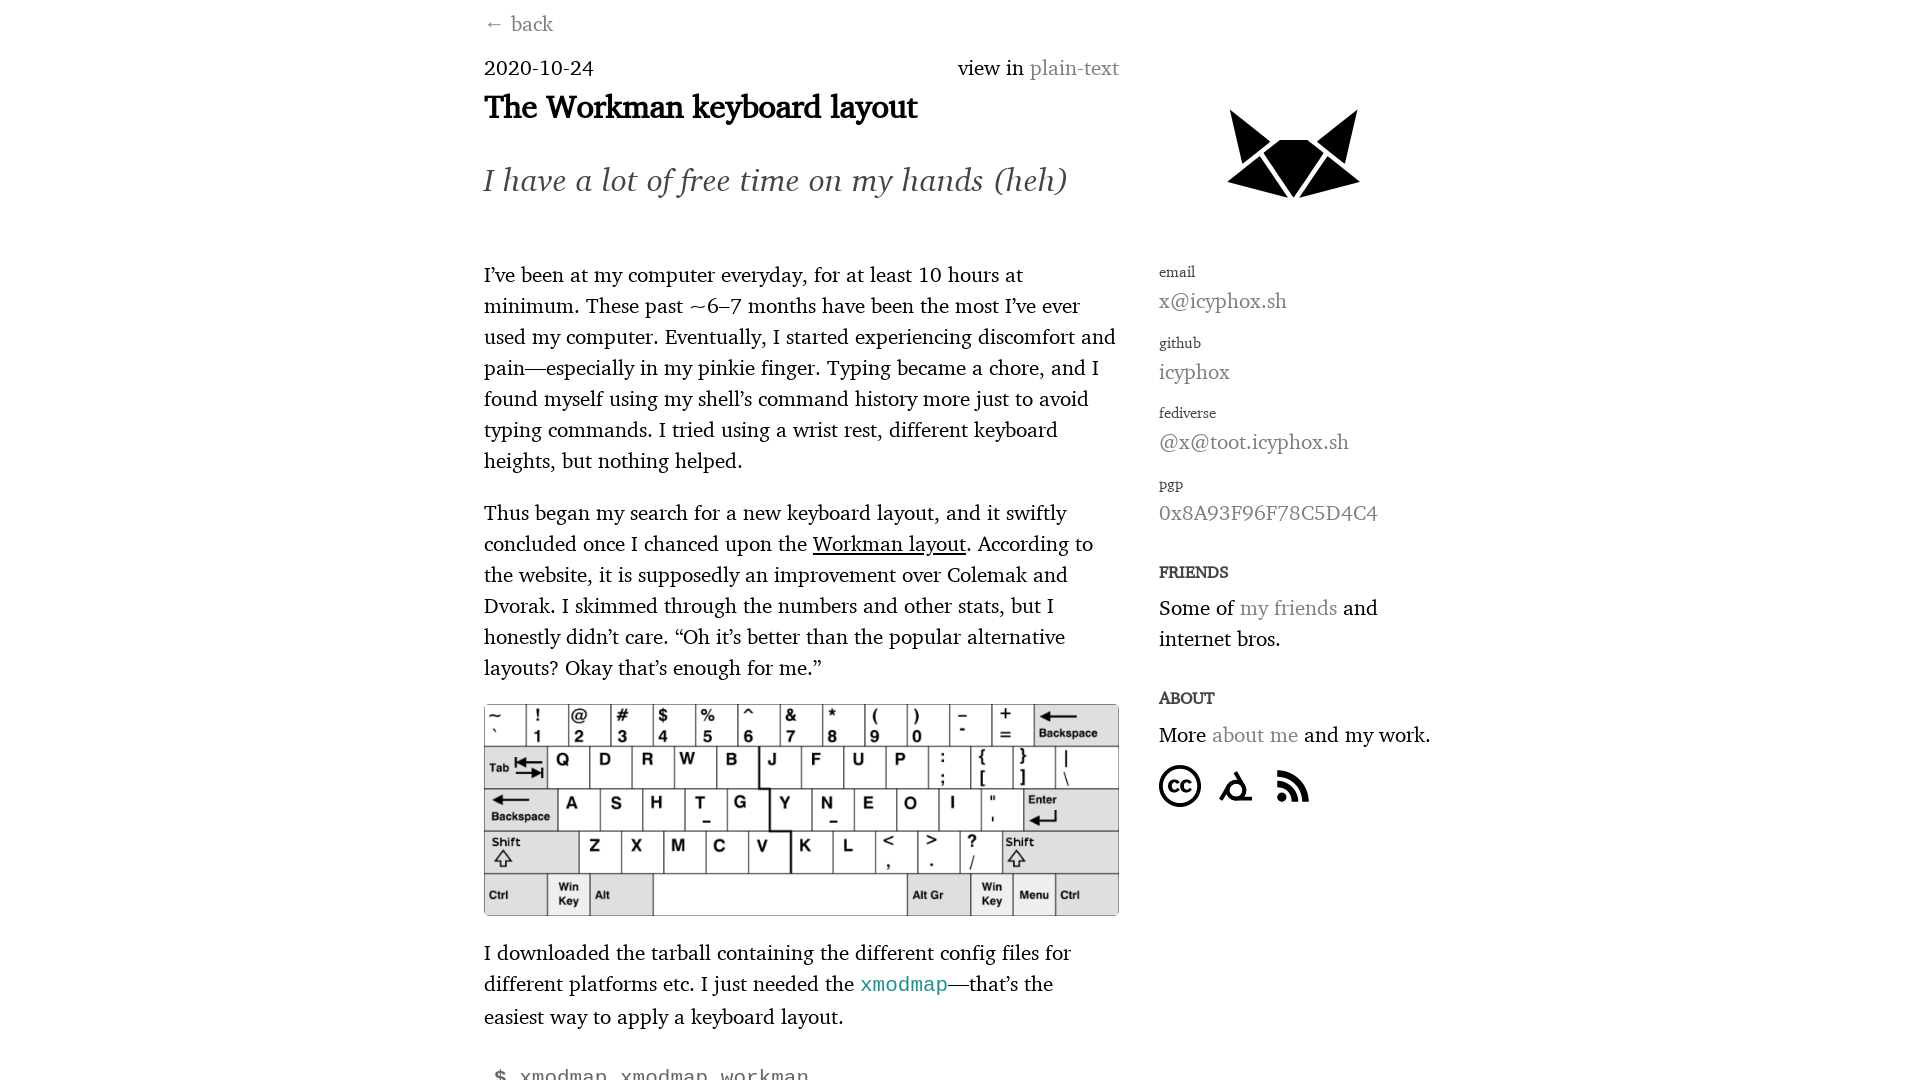 ← back
2020-10-24
view in plain-text
The Workman keyboard layout
I have a lot of free time on my hands (heh)
I’ve been at my computer everyday, for at least 10 hours at
minimum. These past ~6–7 months have been the most I’ve ever
used my computer. Eventually, I started experiencing discomfort and
pain—especially in my pinkie finger. Typing became a chore, and I
found myself using my shell’s command history more just to avoid
typing commands. I tried using a wrist rest, different keyboard
heights, but nothing helped.
Thus began my search for a new keyboard layout, and it swiftly
concluded once I chanced upon the Workman layout. According to
the website, it is supposedly an improvement over Colemak and
Dvorak. I skimmed through the numbers and other stats, but I
honestly didn’t care. “Oh it’s better than the popular alternative
layouts? Okay that’s enough for me.”
~ ! @ # $ % ^ & * ( ) – +
` 1 2 3 4 5 6 7 8 9 0 - = Backspace
Tab Q D R W B J F U P : { } |
; [ ] \
Backspace A S H T G Y N E O I " Enter
'
Shift Z X M C V K L < > ? Shift
, . /
Ctrl Win Key Alt Alt Gr Win Key Menu Ctrl
I downloaded the tarball containing the different config files for
different platforms etc. I just needed the xmodmap—that’s the
easiest way to apply a keyboard layout.
$ xmodmap xmodmap.workman
email
x@icyphox.sh
github
icyphox
fediverse
@x@toot.icyphox.sh
pgp
0x8A93F96F78C5D4C4
FRIENDS
Some of my friends and
internet bros.
ABOUT
More about me and my work.
cc